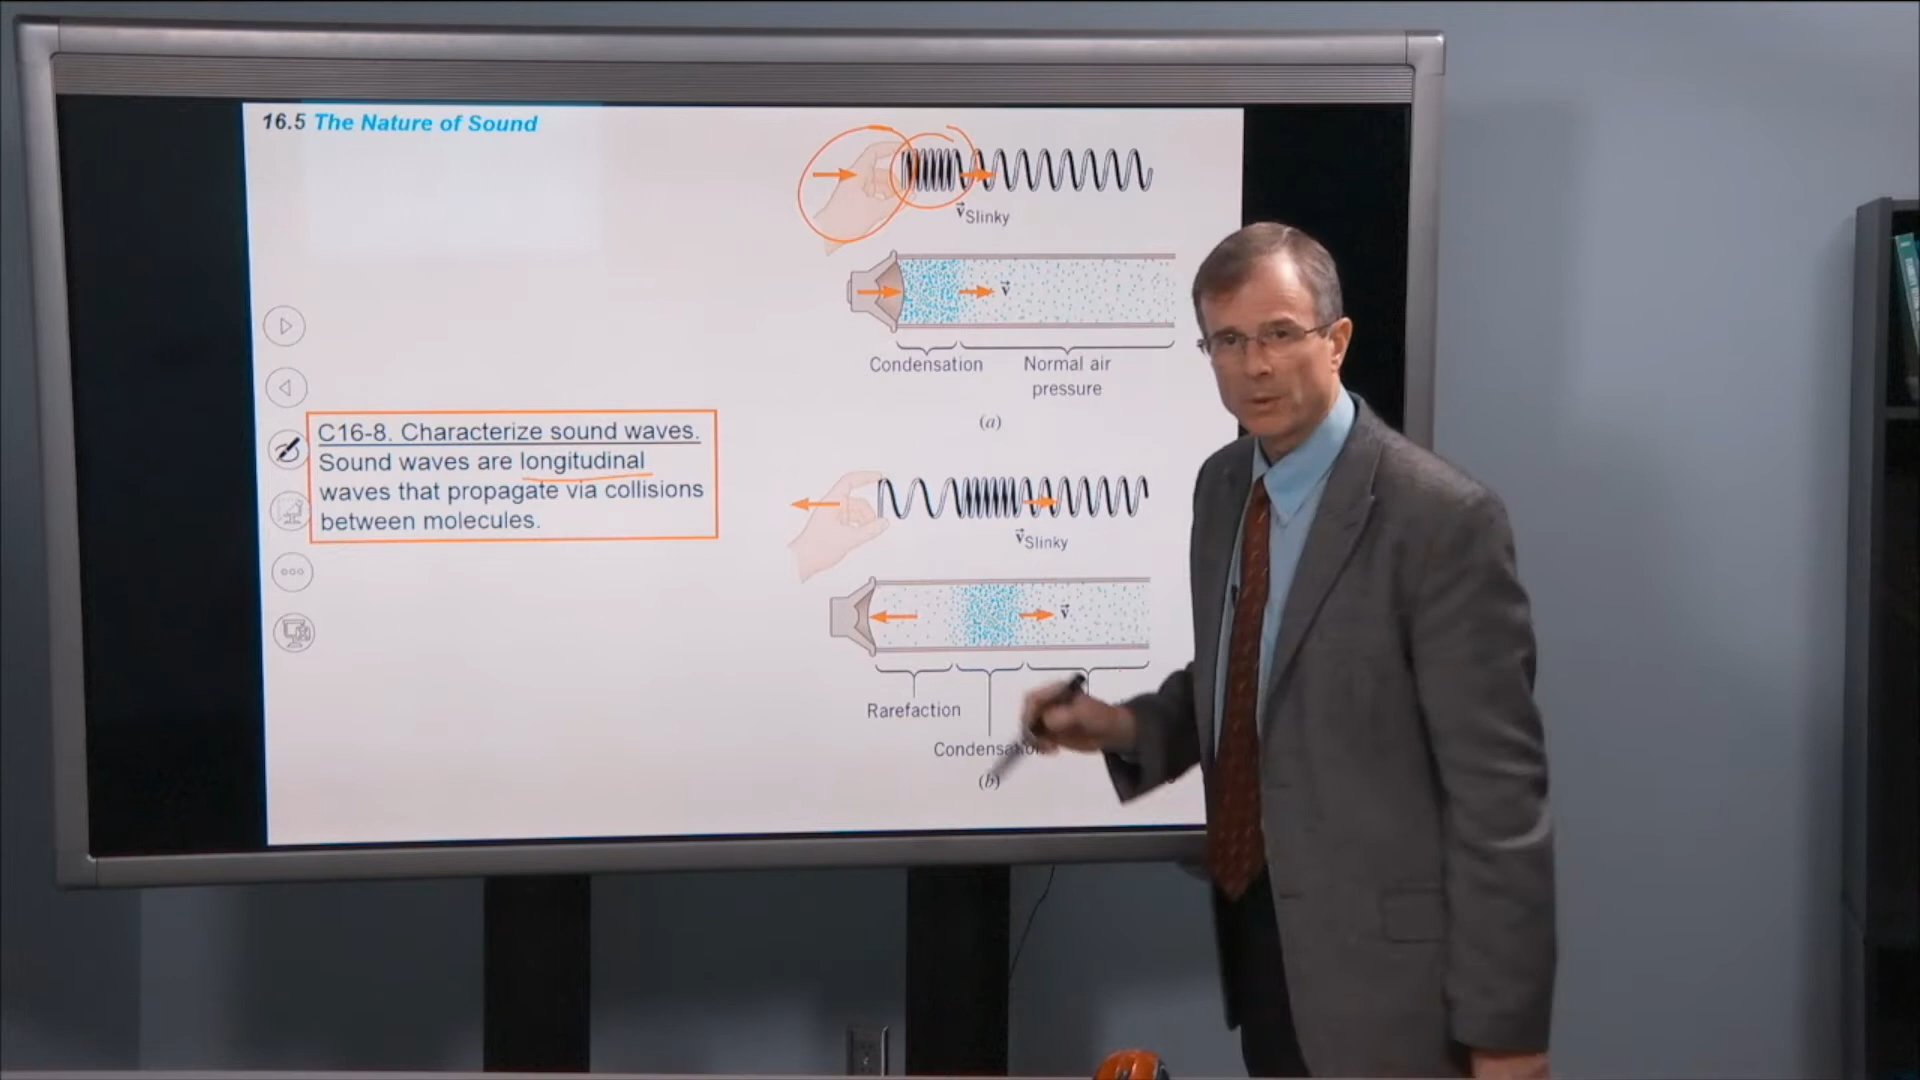 16.5 The Nature of Sound
v⃗Slinky
v⃗
Condensation
Normal air
pressure
(a)
C16-8. Characterize sound waves.
Sound waves are longitudinal
waves that propagate via collisions
between molecules.
v⃗Slinky
v⃗
Rarefaction
Condensation
(b)